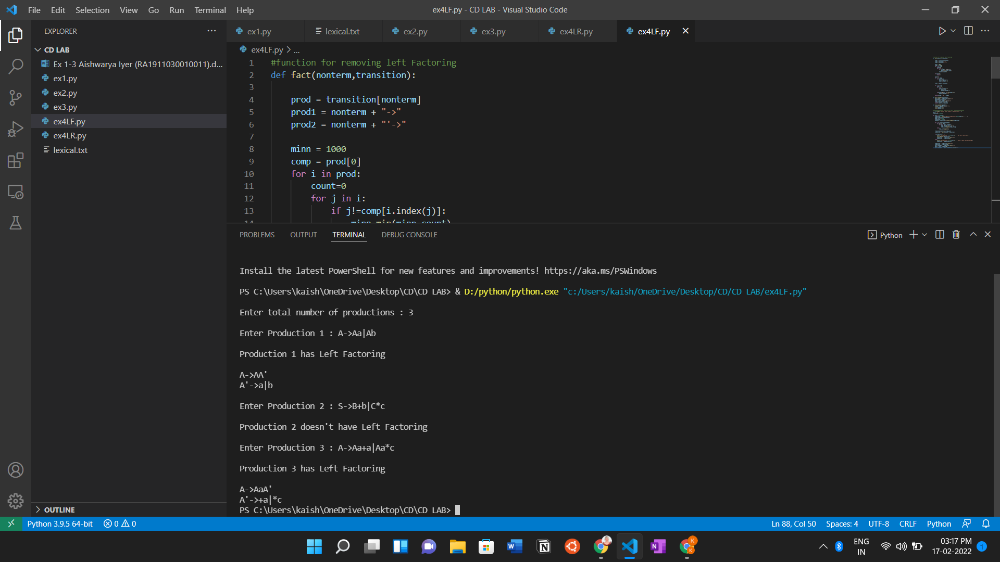 File Edit Selection View Go Run Terminal Help
ex4LF.py - CD LAB - Visual Studio Code
EXPLORER
CD LAB
Ex 1-3 Aishwarya Iyer (RA1911030010011).d...
ex1.py
ex2.py
ex3.py
ex4LF.py
ex4LR.py
lexical.txt
OUTLINE
ex1.py lexical.txt ex2.py ex3.py ex4LR.py ex4LF.py
ex4LF.py > ...
1 #function for removing left Factoring
2 def fact(nonterm,transition):
3
4 prod = transition[nonterm]
5 prod1 = nonterm + "->"
6 prod2 = nonterm + "'->"
7
8 minn = 1000
9 comp = prod[0]
10 for i in prod:
11 count=0
12 for j in i:
13 if j!=comp[i.index(j)]:
14 minn=min(minn,count)
PROBLEMS OUTPUT TERMINAL DEBUG CONSOLE
Python
Install the latest PowerShell for new features and improvements! https://aka.ms/PSWindows
PS C:\Users\kaish\OneDrive\Desktop\CD\CD LAB> & D:/python/python.exe "c:/Users/kaish/OneDrive/Desktop/CD/CD LAB/ex4LF.py"
Enter total number of productions : 3
Enter Production 1 : A->Aa|Ab
Production 1 has Left Factoring
A->AA'
A'->a|b
Enter Production 2 : S->B+b|C*c
Production 2 doesn't have Left Factoring
Enter Production 3 : A->Aa+a|Aa*c
Production 3 has Left Factoring
A->AaA'
A'->+a|*c
PS C:\Users\kaish\OneDrive\Desktop\CD\CD LAB>
Python 3.9.5 64-bit 0 0
Ln 88, Col 50 Spaces: 4 UTF-8 CRLF Python
ENG
IN
03:17 PM
17-02-2022
1